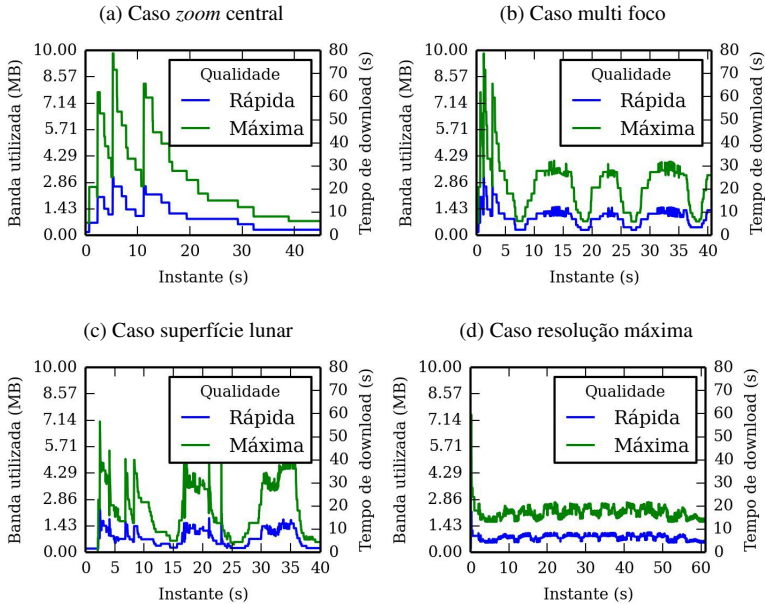 (a) Caso zoom central
Banda utilizada (MB)
10.00
8.57
7.14
5.71
4.29
2.86
1.43
0.00
Qualidade
Rápida
Máxima
80
70
60
50
40
30
20
10
0
Tempo de download (s)
0 10 20 30 40
Instante (s)
(b) Caso multi foco
Banda utilizada (MB)
10.00
8.57
7.14
5.71
4.29
2.86
1.43
0.00
Qualidade
Rápida
Máxima
80
70
60
50
40
30
20
10
0
Tempo de download (s)
0 5 10 15 20 25 30 35 40
Instante (s)
(c) Caso superfície lunar
Banda utilizada (MB)
10.00
8.57
7.14
5.71
4.29
2.86
1.43
0.00
Qualidade
Rápida
Máxima
80
70
60
50
40
30
20
10
0
Tempo de download (s)
0 5 10 15 20 25 30 35 40
Instante (s)
(d) Caso resolução máxima
Banda utilizada (MB)
10.00
8.57
7.14
5.71
4.29
2.86
1.43
0.00
Qualidade
Rápida
Máxima
80
70
60
50
40
30
20
10
0
Tempo de download (s)
0 10 20 30 40 50 60
Instante (s)